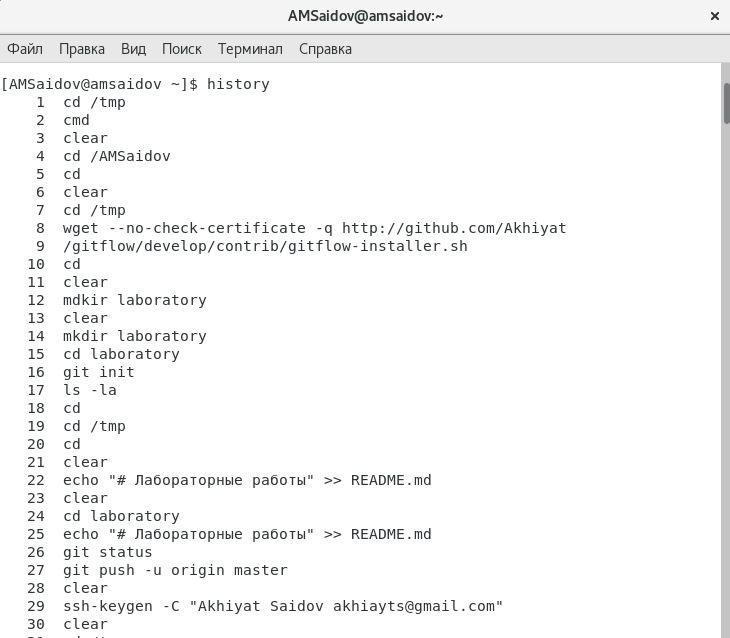 AMSaidov@amsaidov:~
Файл Правка Вид Поиск Терминал Справка
[AMSaidov@amsaidov ~]$ history
1 cd /tmp
2 cmd
3 clear
4 cd /AMSaidov
5 cd
6 clear
7 cd /tmp
8 wget --no-check-certificate -q http://github.com/Akhiyat
9 /gitflow/develop/contrib/gitflow-installer.sh
10 cd
11 clear
12 mdkir laboratory
13 clear
14 mkdir laboratory
15 cd laboratory
16 git init
17 ls -la
18 cd
19 cd /tmp
20 cd
21 clear
22 echo "# Лабораторные работы" >> README.md
23 clear
24 cd laboratory
25 echo "# Лабораторные работы" >> README.md
26 git status
27 git push -u origin master
28 clear
29 ssh-keygen -C "Akhiyat Saidov akhiayts@gmail.com"
30 clear